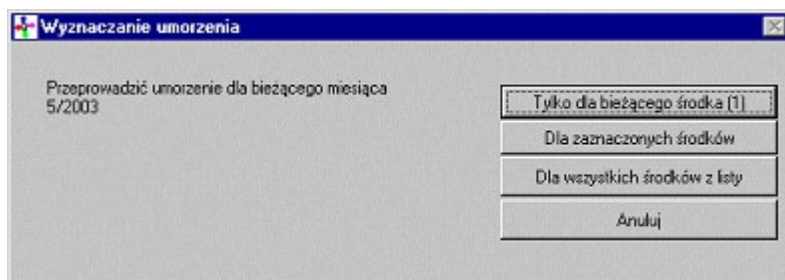 Wyznaczanie umorzenia
Przeprowadzić umorzenie dla bieżącego miesiąca
5/2003
Tylko dla bieżącego środka (1)
Dla zaznaczonych środków
Dla wszystkich środków z listy
Anuluj